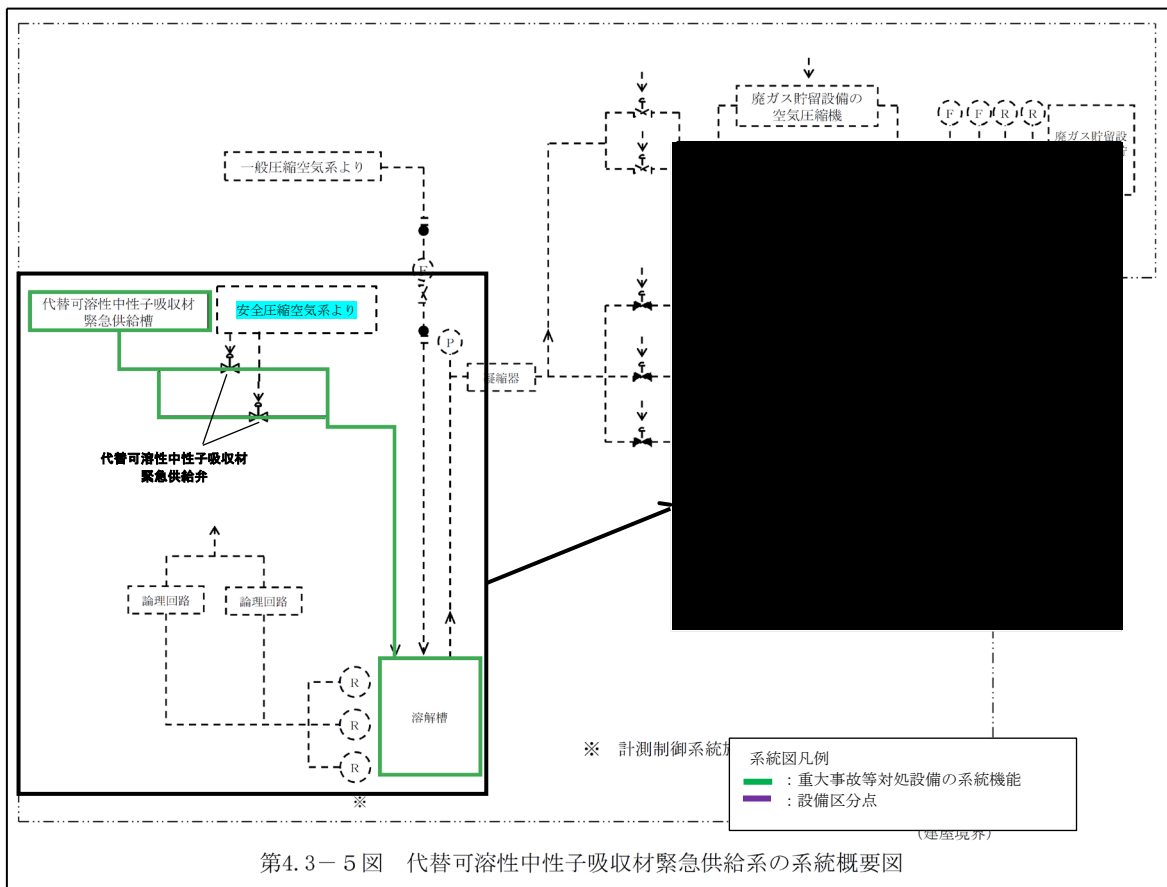 廃ガス貯留設備の
空気圧縮機
F F R R
廃ガス貯留設
一般圧縮空気系より
代替可溶性中性子吸収材
緊急供給槽
安全圧縮空気系より
F
P
凝縮器
代替可溶性中性子吸収材
緊急供給弁
論理回路
論理回路
R
R
R
溶解槽
※
※ 計測制御系統
系統図凡例
：重大事故等対処設備の系統機能
：設備区分点
(建屋境界)
第4.3－5図 代替可溶性中性子吸収材緊急供給系の系統概要図